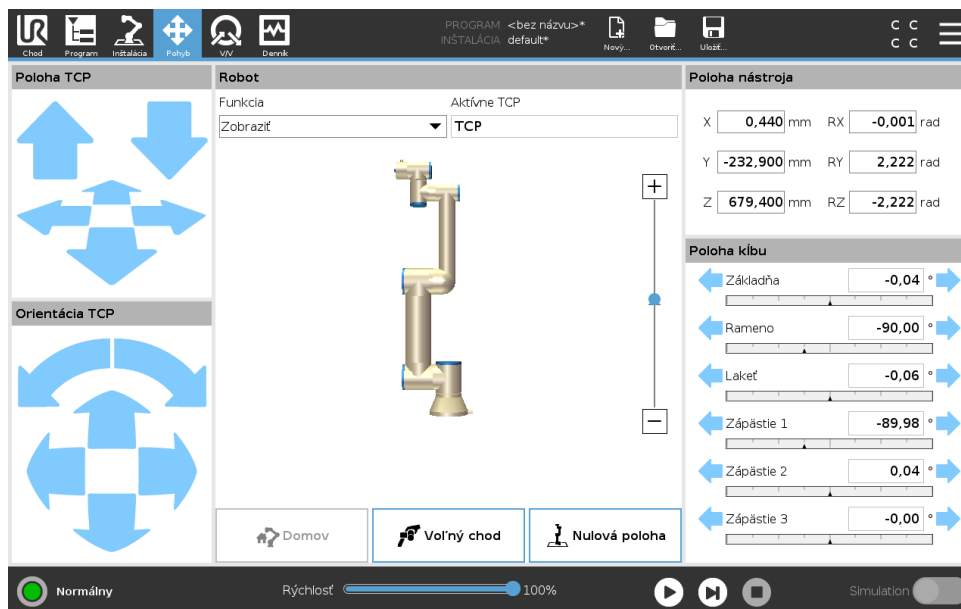 PROGRAM <bez názvu>*
INŠTALÁCIA default*
Chod Program Inštalácia Pohyb V/V Denník Nový... Otvoriť... Uložiť...
C C
C C
Poloha TCP
Orientácia TCP
Robot
Funkcia Aktívne TCP
Zobraziť TCP
+
−
Domov Voľný chod Nulová poloha
Poloha nástroja
X 0,440 mm RX -0,001 rad
Y -232,900 mm RY 2,222 rad
Z 679,400 mm RZ -2,222 rad
Poloha kĺbu
Základňa -0,04 °
Rameno -90,00 °
Lakeť -0,06 °
Zápästie 1 -89,98 °
Zápästie 2 0,04 °
Zápästie 3 -0,00 °
Normálny Rýchlosť 100% Simulation